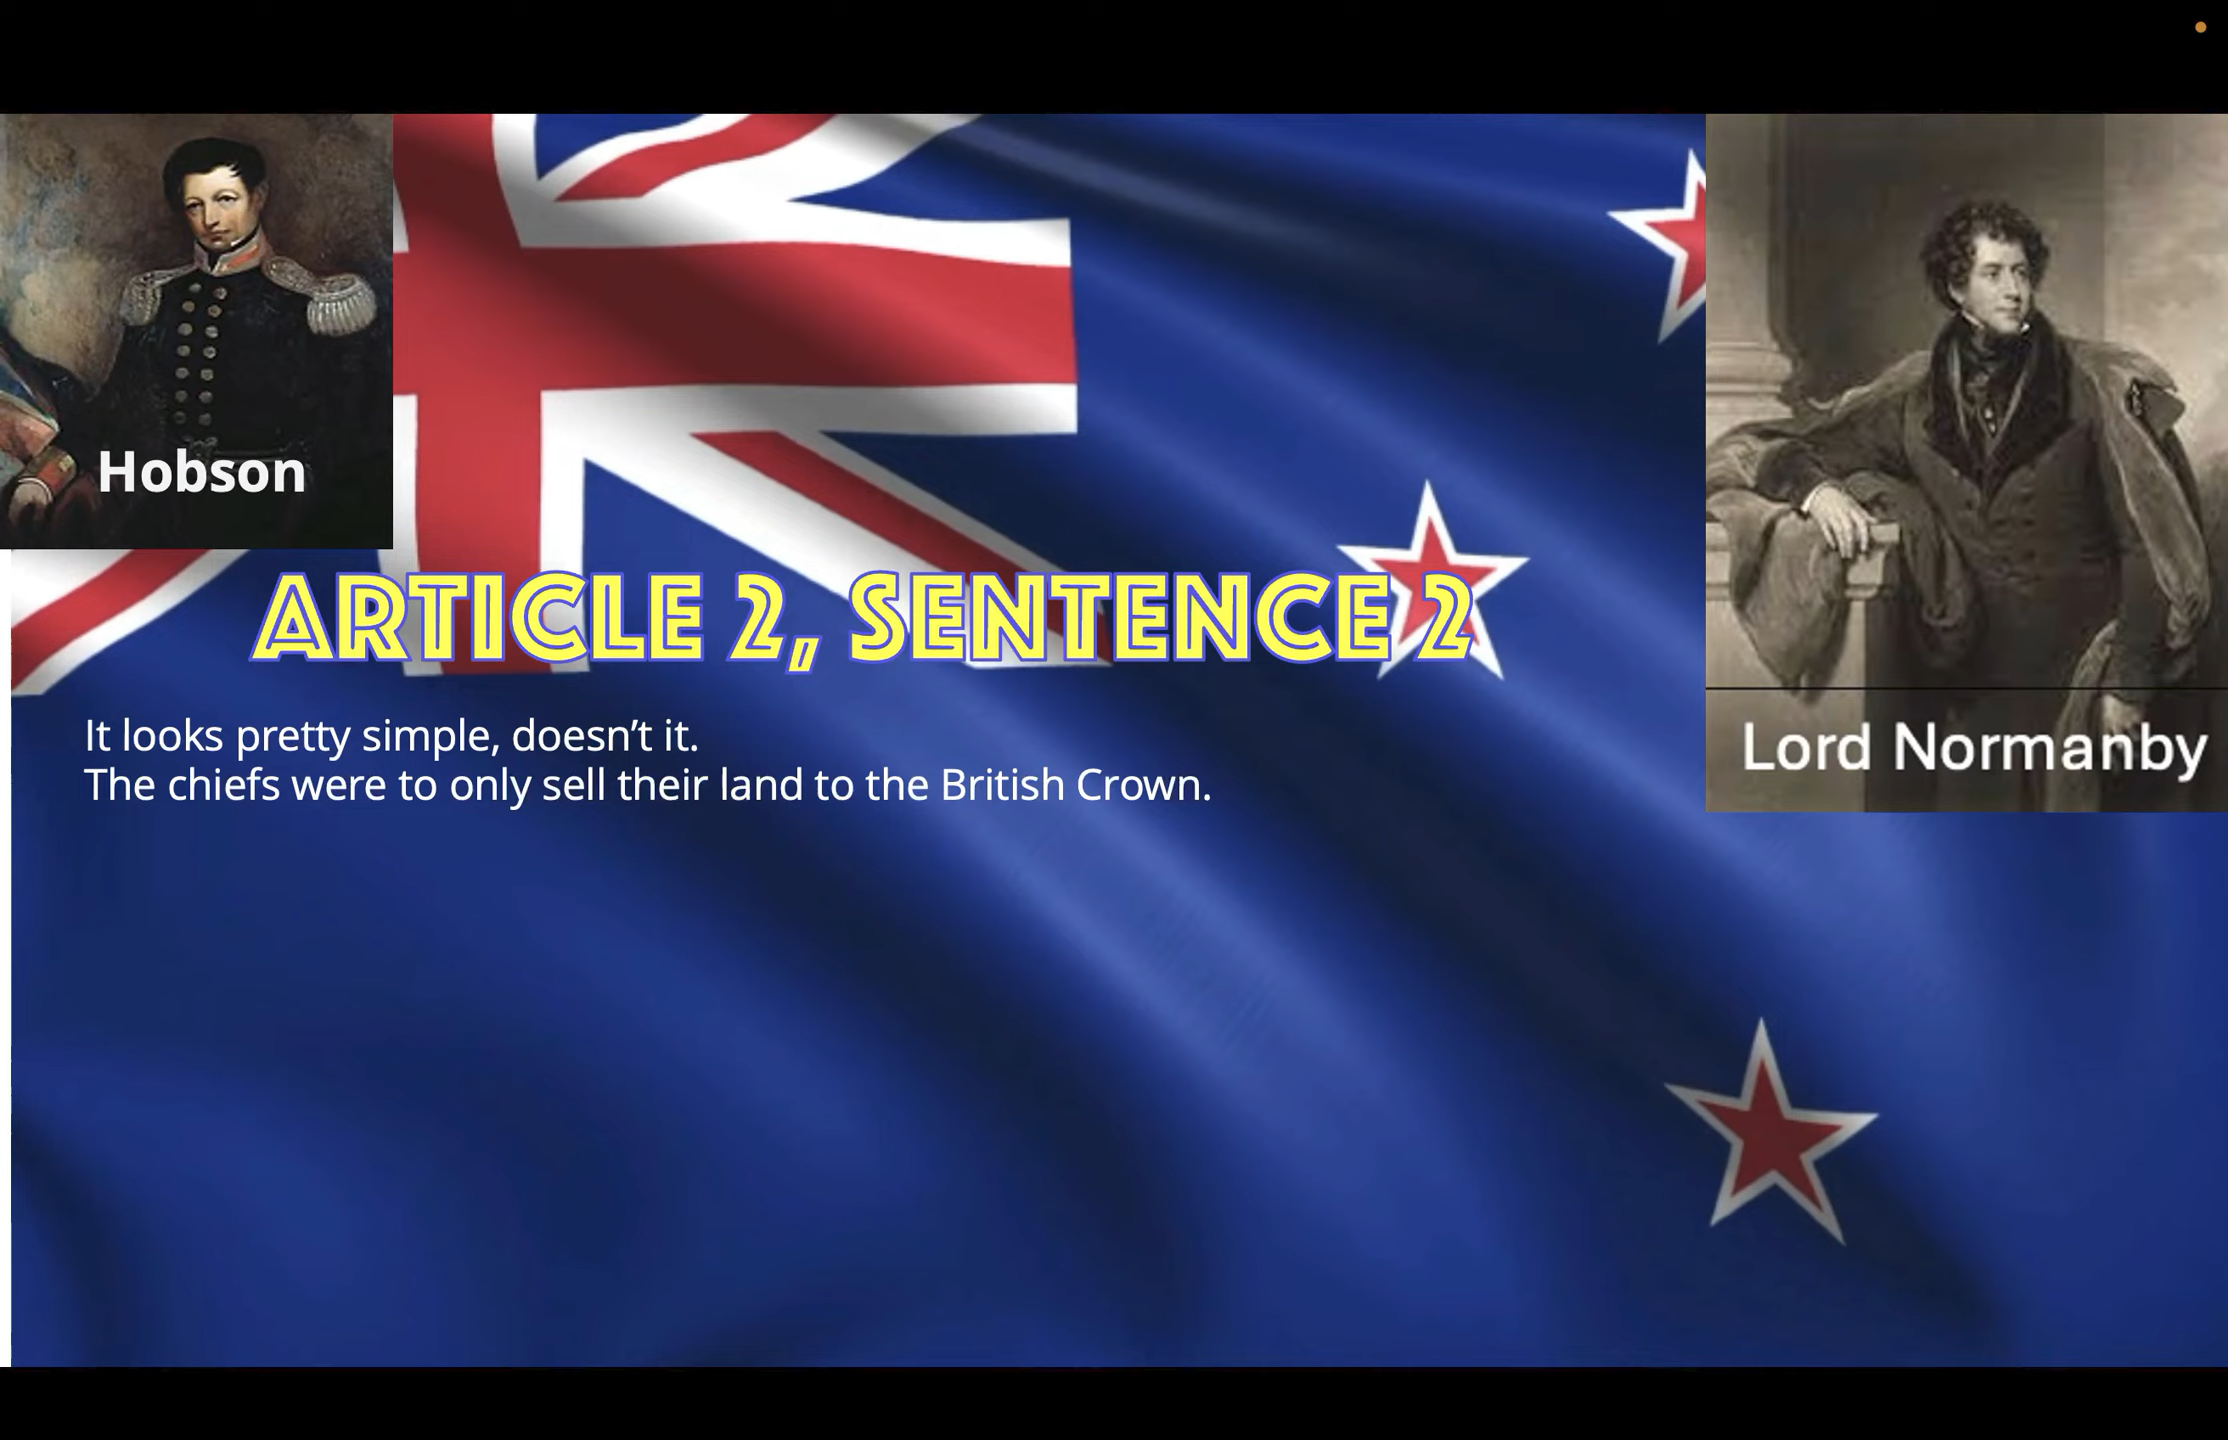 Hobson
ARTICLE 2, SENTENCE 2
It looks pretty simple, doesn’t it.
The chiefs were to only sell their land to the British Crown.
Lord Normanby